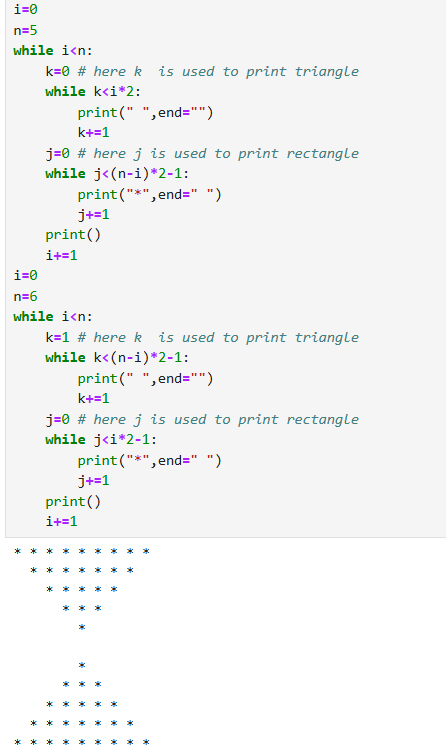 i=0
n=5
while i<n:
    k=0 # here k  is used to print triangle
    while k<i*2:
        print(" ",end="")
        k+=1
    j=0 # here j is used to print rectangle
    while j<(n-i)*2-1:
        print("*",end=" ")
        j+=1
    print()
    i+=1
i=0
n=6
while i<n:
    k=1 # here k  is used to print triangle
    while k<(n-i)*2-1:
        print(" ",end="")
        k+=1
    j=0 # here j is used to print rectangle
    while j<i*2-1:
        print("*",end=" ")
        j+=1
    print()
    i+=1
* * * * * * * * *
  * * * * * * *
    * * * * *
      * * *
        *

        *
      * * *
    * * * * *
  * * * * * * *
* * * * * * * * *